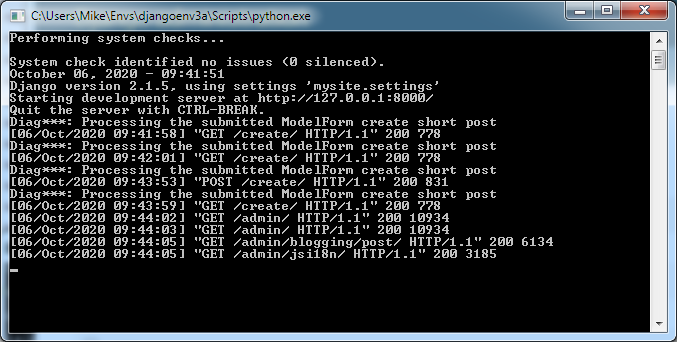 C:\Users\Mike\Envs\djangoenv3a\Scripts\python.exe
Performing system checks...
System check identified no issues (0 silenced).
October 06, 2020 - 09:41:51
Django version 2.1.5, using settings 'mysite.settings'
Starting development server at http://127.0.0.1:8000/
Quit the server with CTRL-BREAK.
Diag***: Processing the submitted ModelForm create short post
[06/Oct/2020 09:41:58] "GET /create/ HTTP/1.1" 200 778
Diag***: Processing the submitted ModelForm create short post
[06/Oct/2020 09:42:01] "GET /create/ HTTP/1.1" 200 778
Diag***: Processing the submitted ModelForm create short post
[06/Oct/2020 09:43:53] "POST /create/ HTTP/1.1" 200 831
Diag***: Processing the submitted ModelForm create short post
[06/Oct/2020 09:43:59] "GET /create/ HTTP/1.1" 200 778
[06/Oct/2020 09:44:02] "GET /admin/ HTTP/1.1" 200 10934
[06/Oct/2020 09:44:03] "GET /admin/ HTTP/1.1" 200 10934
[06/Oct/2020 09:44:05] "GET /admin/blogging/post/ HTTP/1.1" 200 6134
[06/Oct/2020 09:44:05] "GET /admin/jsi18n/ HTTP/1.1" 200 3185